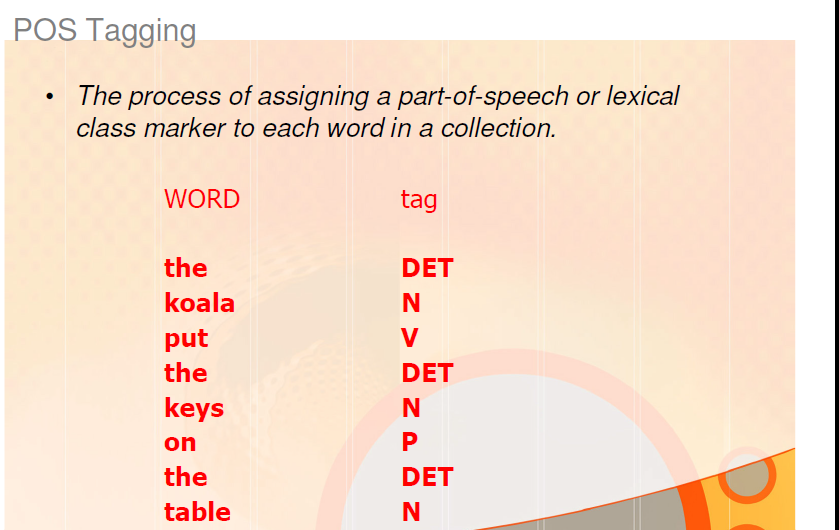 POS Tagging
• The process of assigning a part-of-speech or lexical
class marker to each word in a collection.
WORD tag
the DET
koala N
put V
the DET
keys N
on P
the DET
table N